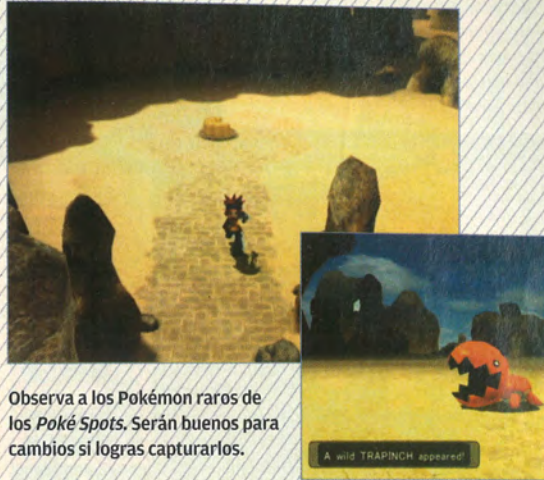 Observa a los Pokémon raros de
los Poké Spots. Serán buenos para
cambios si logras capturarlos.
A wild TRAPINCH appeared!